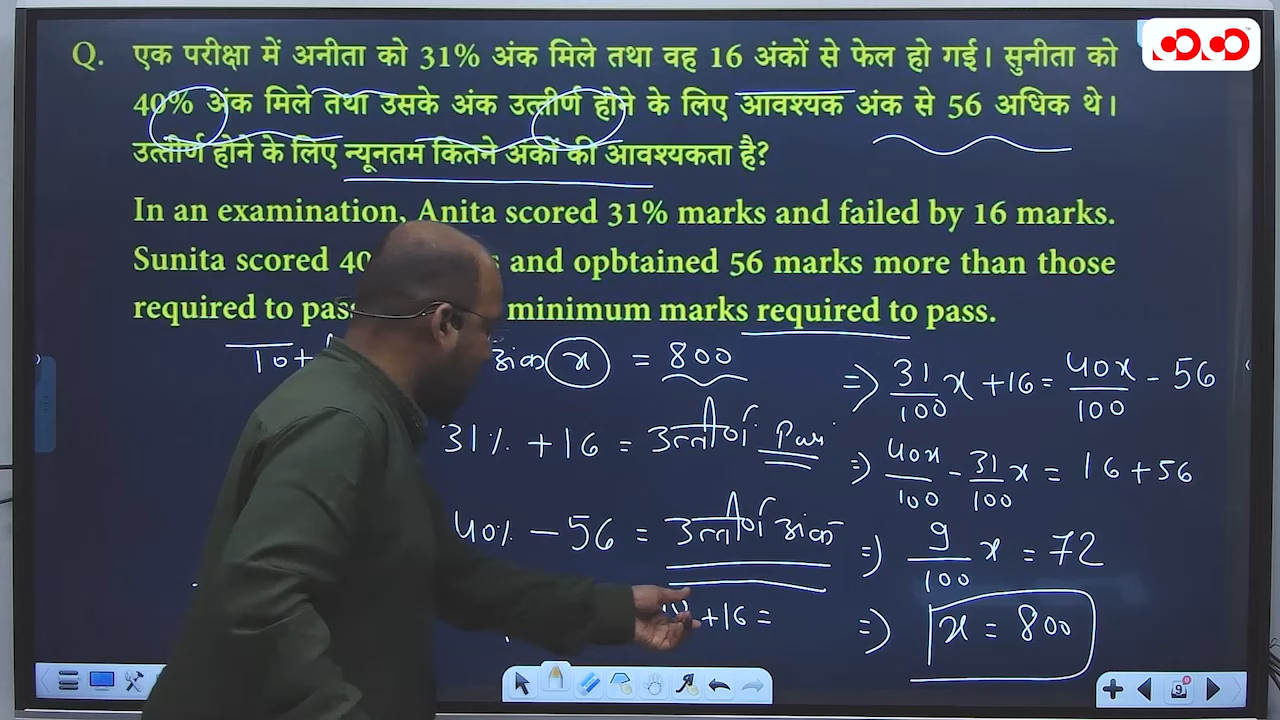 Q. एक परीक्षा में अनीता को 31% अंक मिले तथा वह 16 अंकों से फेल हो गई। सुनीता को
40% अंक मिले तथा उसके अंक उत्तीर्ण होने के लिए आवश्यक अंक से 56 अधिक थे।
उत्तीर्ण होने के लिए न्यूनतम कितने अंकों की आवश्यकता है?
In an examination, Anita scored 31% marks and failed by 16 marks.
Sunita scored 40 and opbtained 56 marks more than those
required to pass minimum marks required to pass.
अंक x = 800
31% + 16 = उत्तीर्ण Pass
40% - 56 = उत्तीर्ण अंक
+16 =
=> 31/100 x + 16 = 40x/100 - 56
=> 40x/100 - 31/100 x = 16 + 56
=> 9/100 x = 72
=> x = 800
9